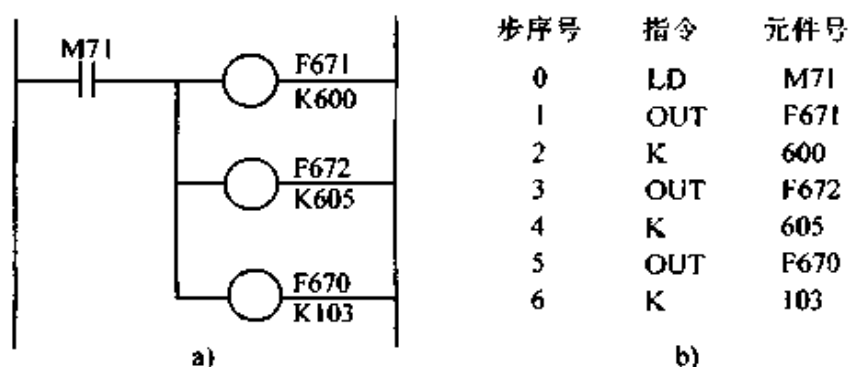 M71
F671
K600
F672
K605
F670
K103
a)
步序号 指令 元件号
0 LD M71
1 OUT F671
2 K 600
3 OUT F672
4 K 605
5 OUT F670
6 K 103
b)